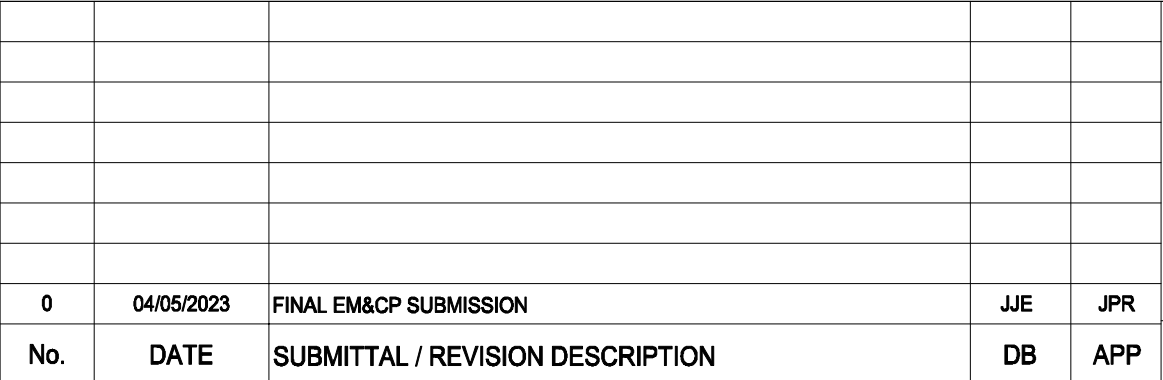 0 04/05/2023 FINAL EM&CP SUBMISSION JJE JPR
No. DATE SUBMITTAL / REVISION DESCRIPTION DB APP